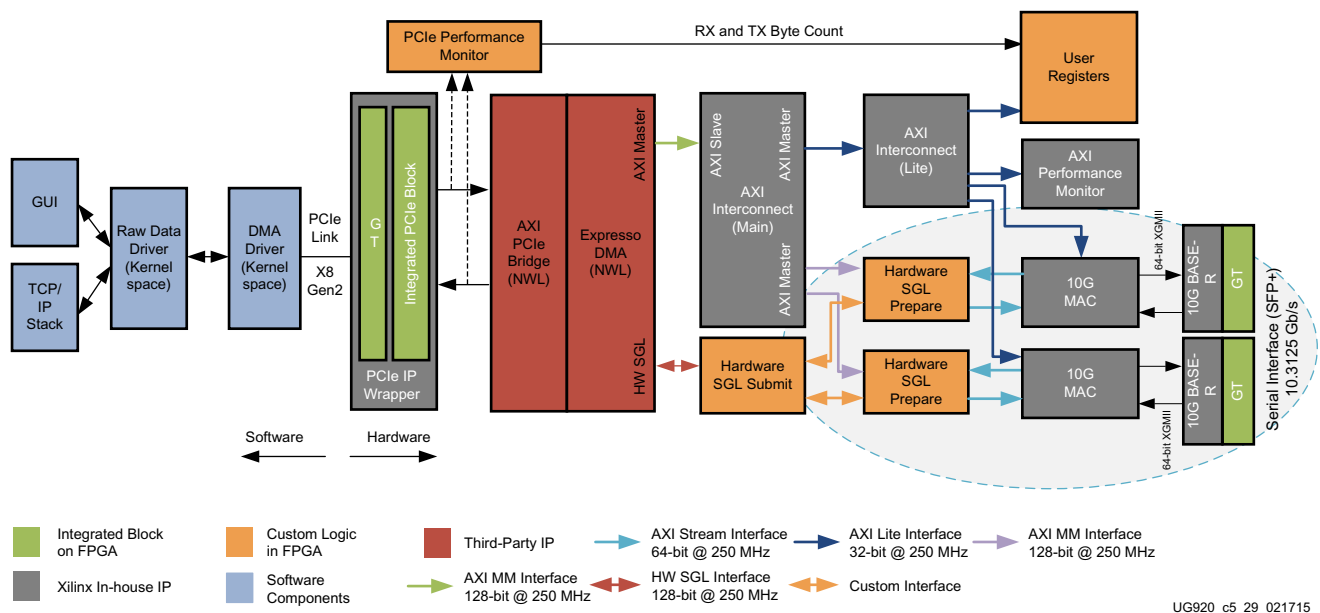 PCIe Performance
Monitor
RX and TX Byte Count
User
Registers
GUI
TCP/
IP
Stack
Raw Data
Driver
(Kernel
space)
DMA
Driver
(Kernel
space)
PCIe
Link
X8
Gen2
G
T
Integrated PCIe Block
PCIe IP
Wrapper
AXI
PCIe
Bridge
(NWL)
Expresso
DMA
(NWL)
AXI Master
HW SGL
AXI Slave
AXI Master
AXI
Interconnect
(Main)
AXI Master
AXI
Interconnect
(Lite)
AXI
Performance
Monitor
Hardware
SGL
Prepare
10G
MAC
64-bit XGMII
10G BASE-
R
GT
Hardware
SGL Submit
Hardware
SGL
Prepare
10G
MAC
64-bit XGMII
10G BASE-
R
GT
Serial Interface (SFP+)
10.3125 Gb/s
Software
Hardware
Integrated Block
on FPGA
Custom Logic
in FPGA
Third-Party IP
AXI Stream Interface
64-bit @ 250 MHz
AXI Lite Interface
32-bit @ 250 MHz
AXI MM Interface
128-bit @ 250 MHz
Xilinx In-house IP
Software
Components
AXI MM Interface
128-bit @ 250 MHz
HW SGL Interface
128-bit @ 250 MHz
Custom Interface
UG920_c5_29_021715